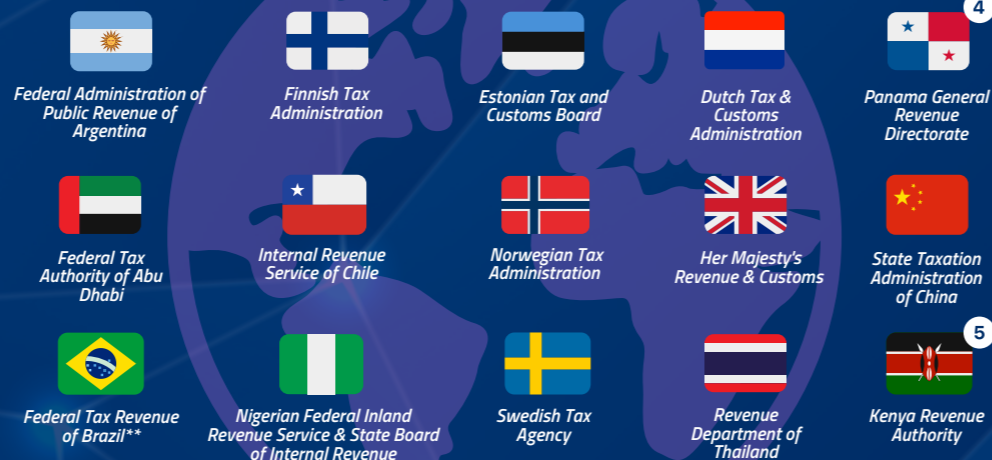 4
Federal Administration of
Public Revenue of
Argentina
Finnish Tax
Administration
Estonian Tax and
Customs Board
Dutch Tax &
Customs
Administration
Panama General
Revenue
Directorate
Federal Tax
Authority of Abu
Dhabi
Internal Revenue
Service of Chile
Norwegian Tax
Administration
Her Majesty's
Revenue & Customs
State Taxation
Administration
of China
5
Federal Tax Revenue
of Brazil**
Nigerian Federal Inland
Revenue Service & State Board
of Internal Revenue
Swedish Tax
Agency
Revenue
Department of
Thailand
Kenya Revenue
Authority